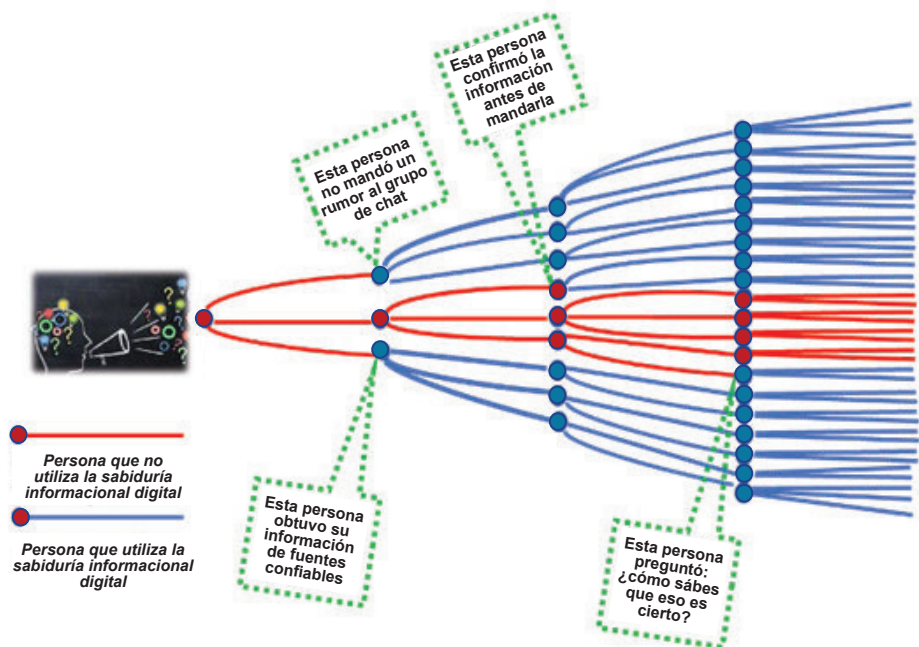 Esta persona
confirmó la
información
antes de
mandarla
Esta persona
no mandó un
rumor al grupo
de chat
Persona que no
utiliza la sabiduría
informacional digital
Persona que utiliza la
sabiduría informacional
digital
Esta persona
obtuvo su
información
de fuentes
confiables
Esta persona
preguntó:
¿cómo sábes
que eso es
cierto?